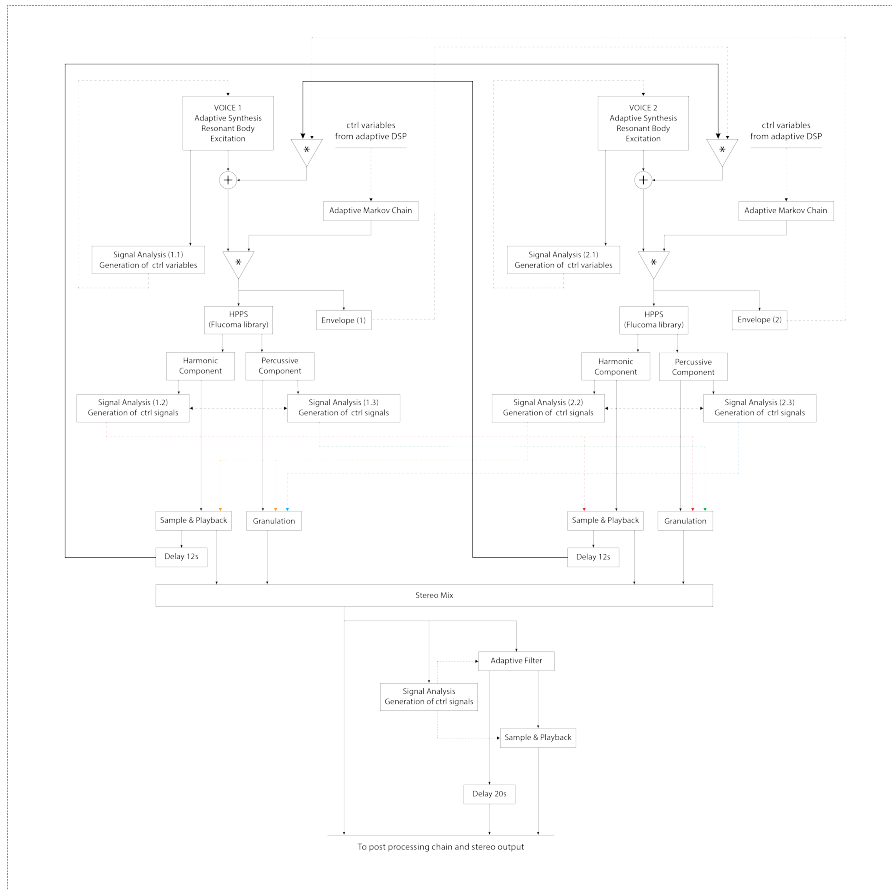 VOICE 1
Adaptive Synthesis
Resonant Body
Excitation
*
ctrl variables
from adaptive DSP
+
Adaptive Markov Chain
Signal Analysis (1.1)
Generation of ctrl variables
*
HPPS
(Flucoma library)
Envelope (1)
Harmonic
Component
Percussive
Component
Signal Analysis (1.2)
Generation of ctrl signals
Signal Analysis (1.3)
Generation of ctrl signals
Sample & Playback
Granulation
Delay 12s
VOICE 2
Adaptive Synthesis
Resonant Body
Excitation
*
ctrl variables
from adaptive DSP
+
Adaptive Markov Chain
Signal Analysis (2.1)
Generation of ctrl variables
*
HPPS
(Flucoma library)
Envelope (2)
Harmonic
Component
Percussive
Component
Signal Analysis (2.2)
Generation of ctrl signals
Signal Analysis (2.3)
Generation of ctrl signals
Sample & Playback
Granulation
Delay 12s
Stereo Mix
Adaptive Filter
Signal Analysis
Generation of ctrl signals
Sample & Playback
Delay 20s
To post processing chain and stereo output